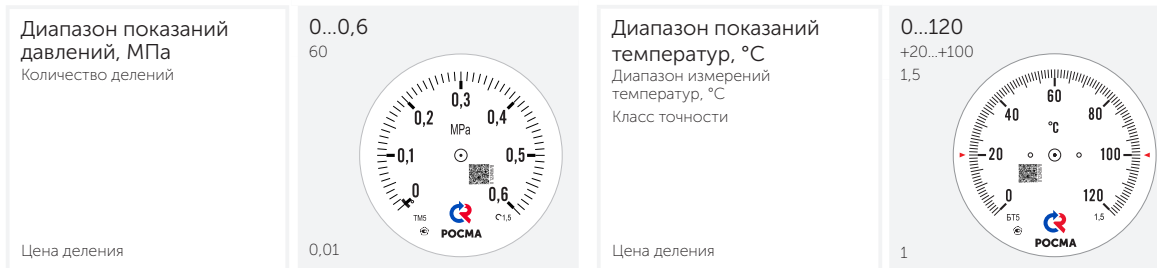 Диапазон показаний
давлений, МПа
Количество делений
Цена деления
0...0,6
60
0
0,1
0,2
0,3
0,4
0,5
0,6
MPa
ТМ5
1,5
РОСМА
0,01
Диапазон показаний
температур, °С
Диапазон измерений
температур, °С
Класс точности
Цена деления
0...120
+20...+100
1,5
0
20
40
60
80
100
120
°C
БТ5
1,5
РОСМА
1